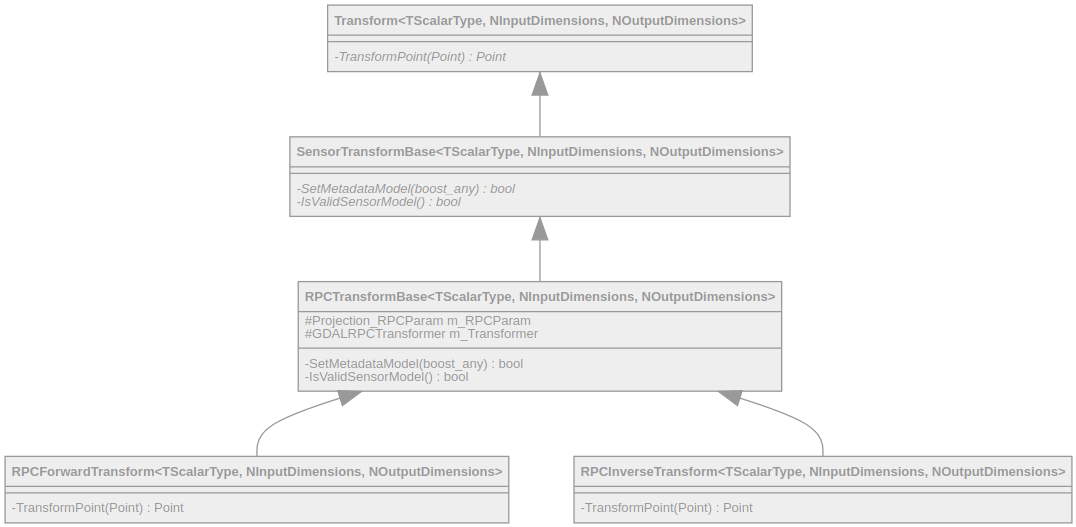 Transform<TScalarType, NInputDimensions, NOutputDimensions>
-TransformPoint(Point) : Point
SensorTransformBase<TScalarType, NInputDimensions, NOutputDimensions>
-SetMetadataModel(boost_any) : bool
-IsValidSensorModel() : bool
RPCTransformBase<TScalarType, NInputDimensions, NOutputDimensions>
#Projection_RPCParam m_RPCParam
#GDALRPCTransformer m_Transformer
-SetMetadataModel(boost_any) : bool
-IsValidSensorModel() : bool
RPCForwardTransform<TScalarType, NInputDimensions, NOutputDimensions>
-TransformPoint(Point) : Point
RPCInverseTransform<TScalarType, NInputDimensions, NOutputDimensions>
-TransformPoint(Point) : Point